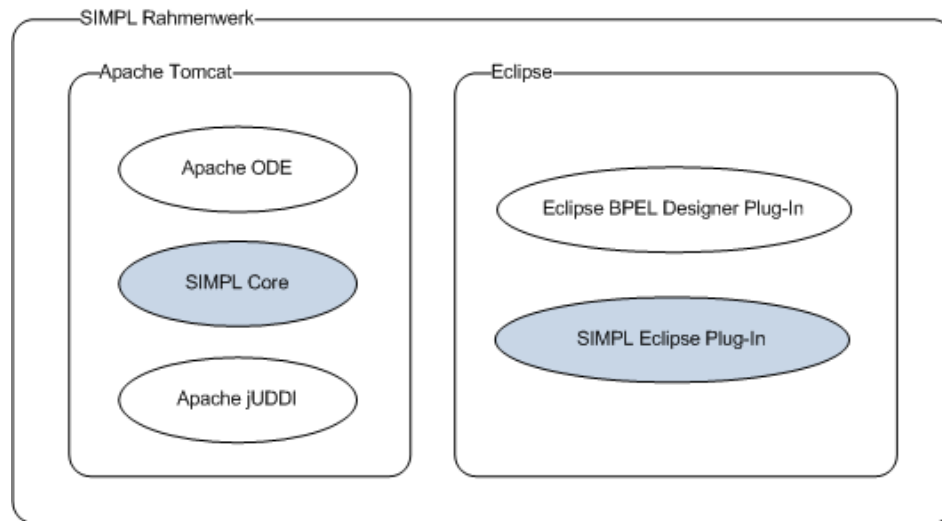 SIMPL Rahmenwerk
Apache Tomcat
Apache ODE
SIMPL Core
Apache jUDDI
Eclipse
Eclipse BPEL Designer Plug-In
SIMPL Eclipse Plug-In